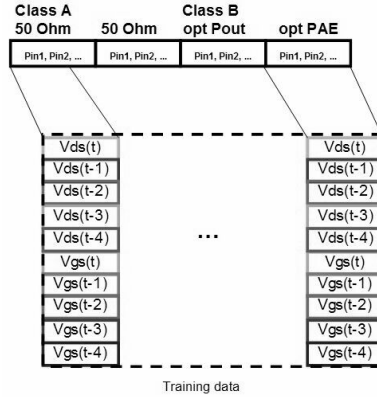 Class A Class B
50 Ohm 50 Ohm opt Pout opt PAE
Pin1, Pin2, ... Pin1, Pin2, ... Pin1, Pin2, ... Pin1, Pin2, ...
Vds(t) Vds(t)
Vds(t-1) Vds(t-1)
Vds(t-2) Vds(t-2)
Vds(t-3) Vds(t-3)
Vds(t-4) ... Vds(t-4)
Vgs(t) Vgs(t)
Vgs(t-1) Vgs(t-1)
Vgs(t-2) Vgs(t-2)
Vgs(t-3) Vgs(t-3)
Vgs(t-4) Vgs(t-4)
Training data